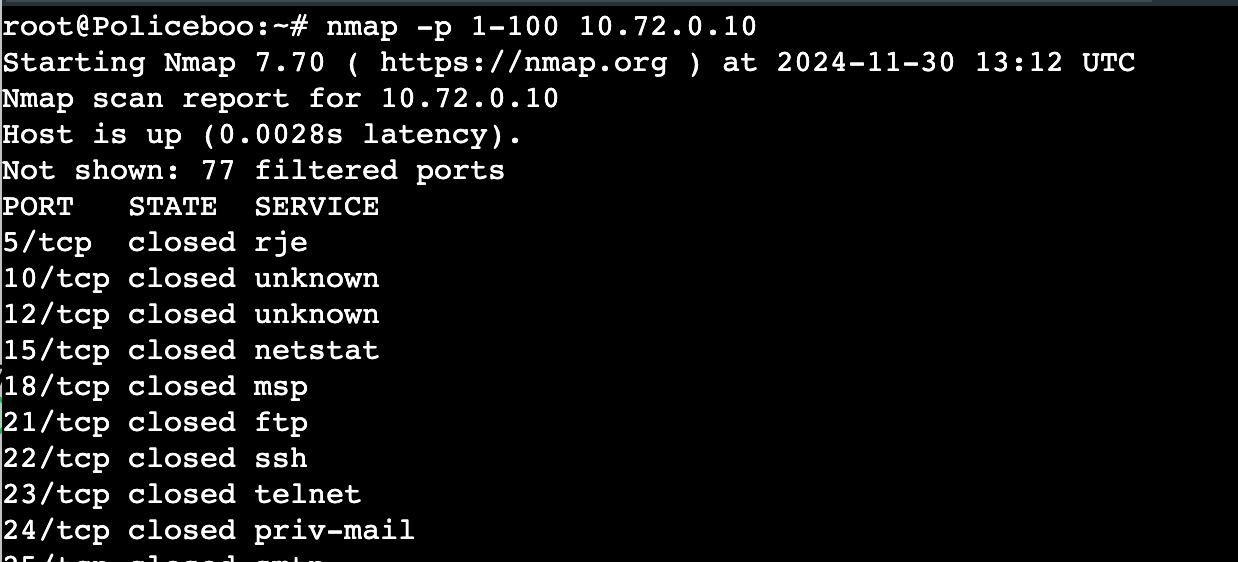 root@Policeboo:~# nmap -p 1-100 10.72.0.10
Starting Nmap 7.70 ( https://nmap.org ) at 2024-11-30 13:12 UTC
Nmap scan report for 10.72.0.10
Host is up (0.0028s latency).
Not shown: 77 filtered ports
PORT   STATE  SERVICE
5/tcp  closed rje
10/tcp closed unknown
12/tcp closed unknown
15/tcp closed netstat
18/tcp closed msp
21/tcp closed ftp
22/tcp closed ssh
23/tcp closed telnet
24/tcp closed priv-mail